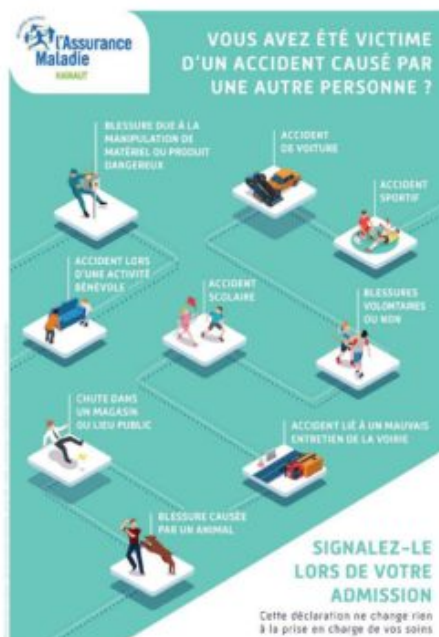 l'Assurance
Maladie
HAINAUT
VOUS AVEZ ÉTÉ VICTIME
D'UN ACCIDENT CAUSÉ PAR
UNE AUTRE PERSONNE ?
BLESSURE DUE À LA
MANIPULATION DE
MATÉRIEL OU PRODUIT
DANGEREUX
ACCIDENT
DE VOITURE
ACCIDENT
SPORTIF
ACCIDENT LORS
D'UNE ACTIVITÉ
BÉNÉVOLE
ACCIDENT
SCOLAIRE
BLESSURES
VOLONTAIRES
OU NON
CHUTE DANS
UN MAGASIN
OU LIEU PUBLIC
ACCIDENT LIÉ À UN MAUVAIS
ENTRETIEN DE LA VOIRIE
BLESSURE CAUSÉE
PAR UN ANIMAL
SIGNALEZ-LE
LORS DE VOTRE
ADMISSION
Cette déclaration ne change rien
à la prise en charge de vos soins